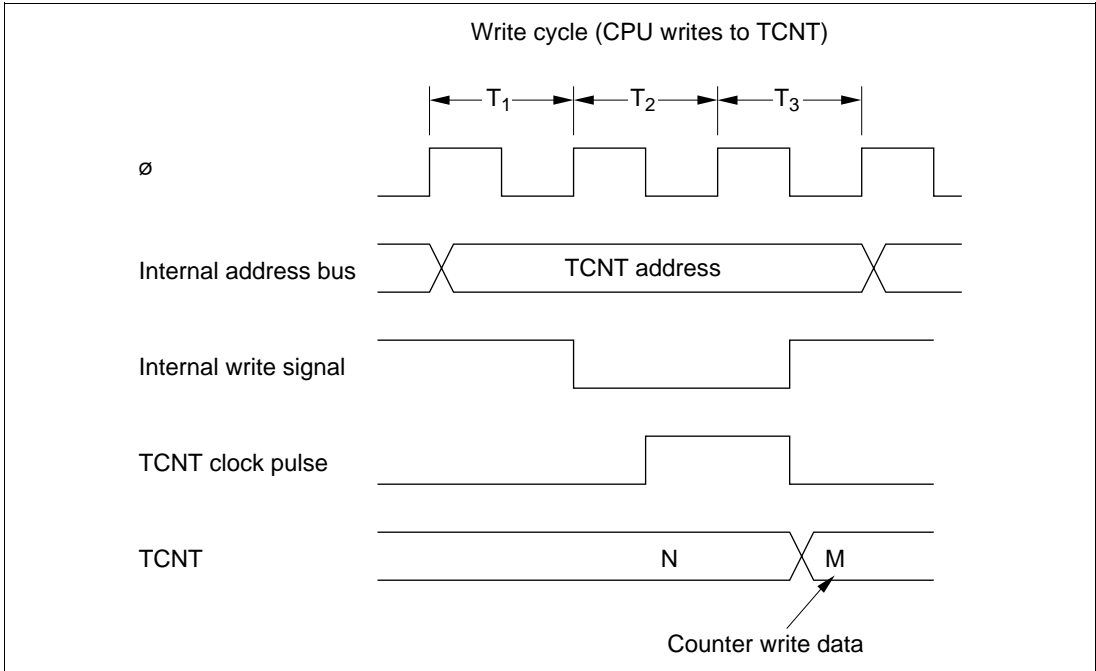 Write cycle (CPU writes to TCNT)
T1 T2 T3
ø
Internal address bus TCNT address
Internal write signal
TCNT clock pulse
TCNT N M
Counter write data